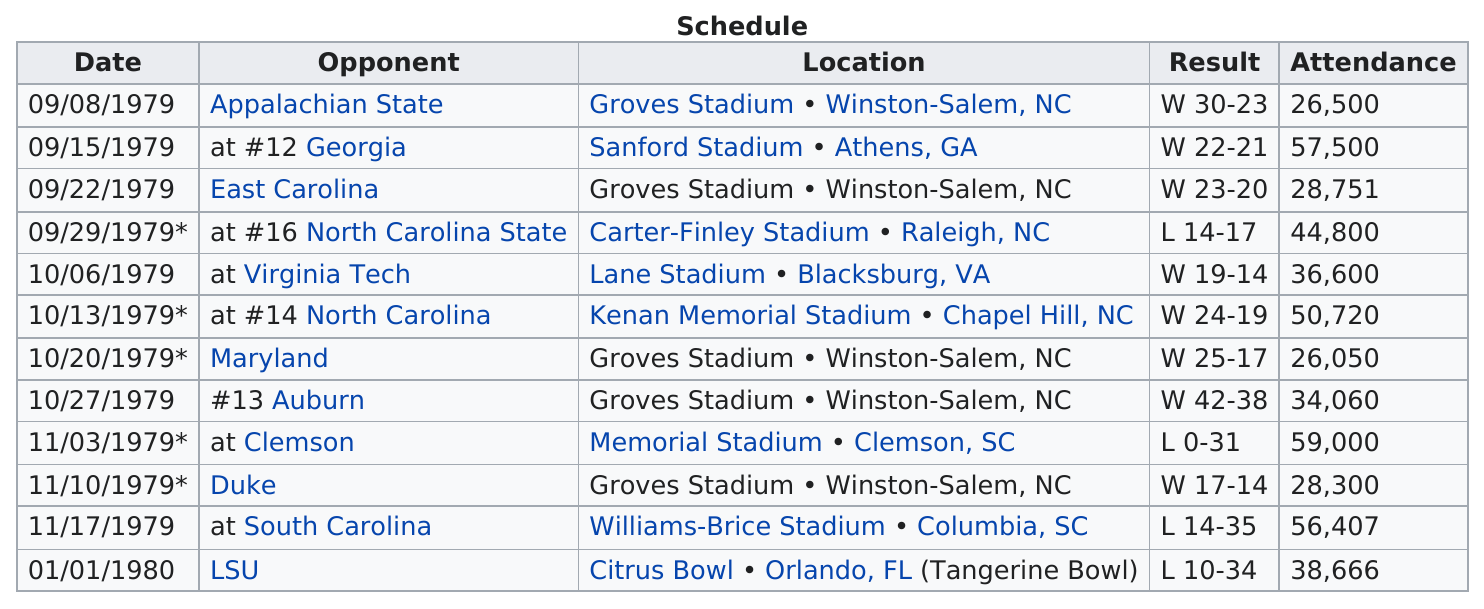 Schedule
Date Opponent Location Result Attendance
09/08/1979 Appalachian State Groves Stadium • Winston-Salem, NC W 30-23 26,500
09/15/1979 at #12 Georgia Sanford Stadium • Athens, GA W 22-21 57,500
09/22/1979 East Carolina Groves Stadium • Winston-Salem, NC W 23-20 28,751
09/29/1979* at #16 North Carolina State Carter-Finley Stadium • Raleigh, NC L 14-17 44,800
10/06/1979 at Virginia Tech Lane Stadium • Blacksburg, VA W 19-14 36,600
10/13/1979* at #14 North Carolina Kenan Memorial Stadium • Chapel Hill, NC W 24-19 50,720
10/20/1979* Maryland Groves Stadium • Winston-Salem, NC W 25-17 26,050
10/27/1979 #13 Auburn Groves Stadium • Winston-Salem, NC W 42-38 34,060
11/03/1979* at Clemson Memorial Stadium • Clemson, SC L 0-31 59,000
11/10/1979* Duke Groves Stadium • Winston-Salem, NC W 17-14 28,300
11/17/1979 at South Carolina Williams-Brice Stadium • Columbia, SC L 14-35 56,407
01/01/1980 LSU Citrus Bowl • Orlando, FL (Tangerine Bowl) L 10-34 38,666